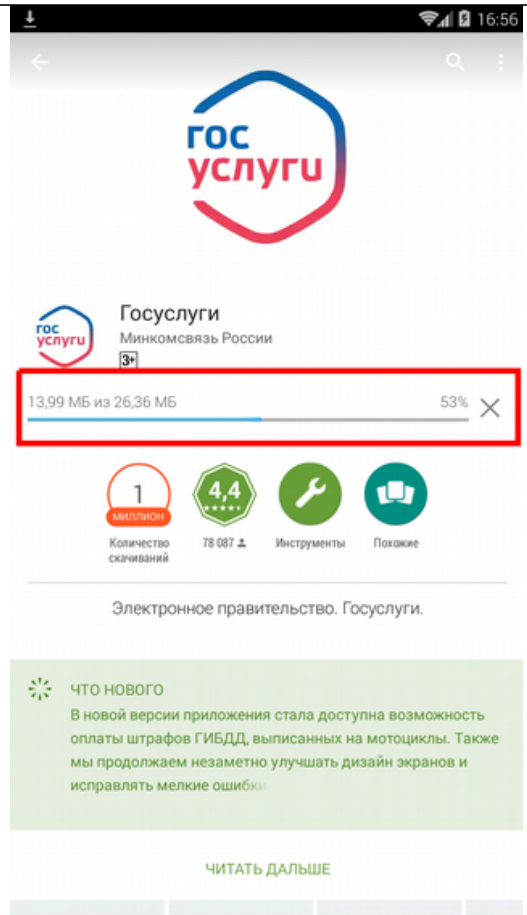 16:56
гос
услуги
Госуслуги
гос
услуги
Минкомсвязь России
3+
13,99 МБ из 26,36 МБ 53%
1
МИЛЛИОН
4,4
Количество
скачиваний
78 087
Инструменты
Похожие
Электронное правительство. Госуслуги.
ЧТО НОВОГО
В новой версии приложения стала доступна возможность
оплаты штрафов ГИБДД, выписанных на мотоциклы. Также
мы продолжаем незаметно улучшать дизайн экранов и
исправлять мелкие ошибки
ЧИТАТЬ ДАЛЬШЕ